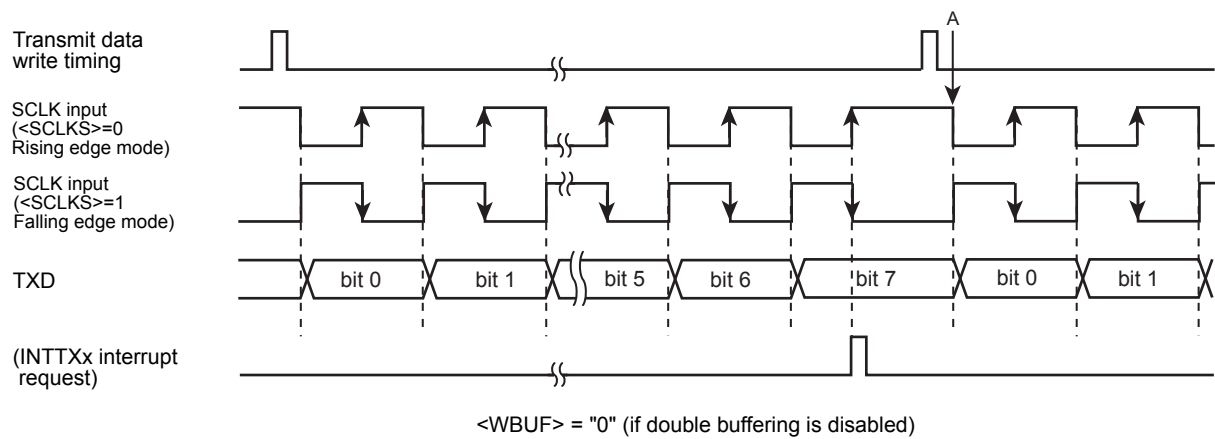 A
Transmit data
write timing
SCLK input
(<SCLKS>=0
Rising edge mode)
SCLK input
(<SCLKS>=1
Falling edge mode)
TXD
bit 0
bit 1
bit 5
bit 6
bit 7
bit 0
bit 1
(INTTXx interrupt
request)
<WBUF> = "0" (if double buffering is disabled)